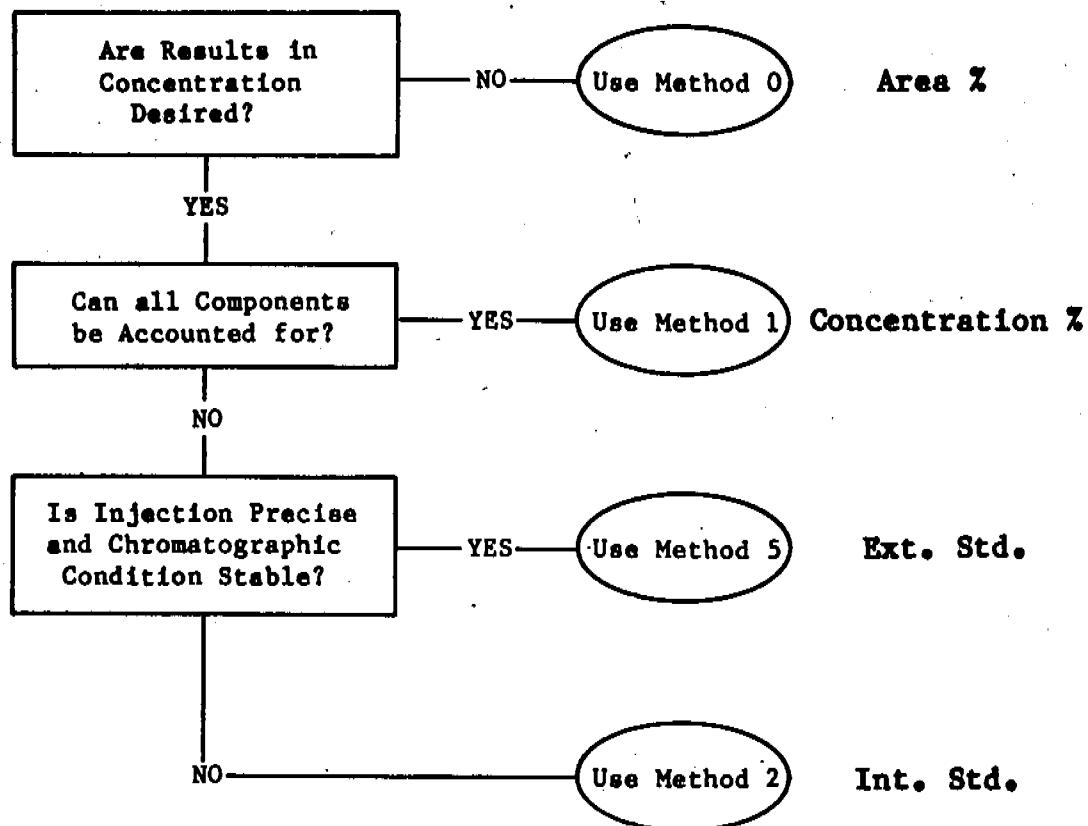 Are Results in
Concentration
Desired?
NO
Use Method 0
Area %
YES
Can all Components
be Accounted for?
YES
Use Method 1
Concentration %
NO
Is Injection Precise
and Chromatographic
Condition Stable?
YES
Use Method 5
Ext. Std.
NO
Use Method 2
Int. Std.